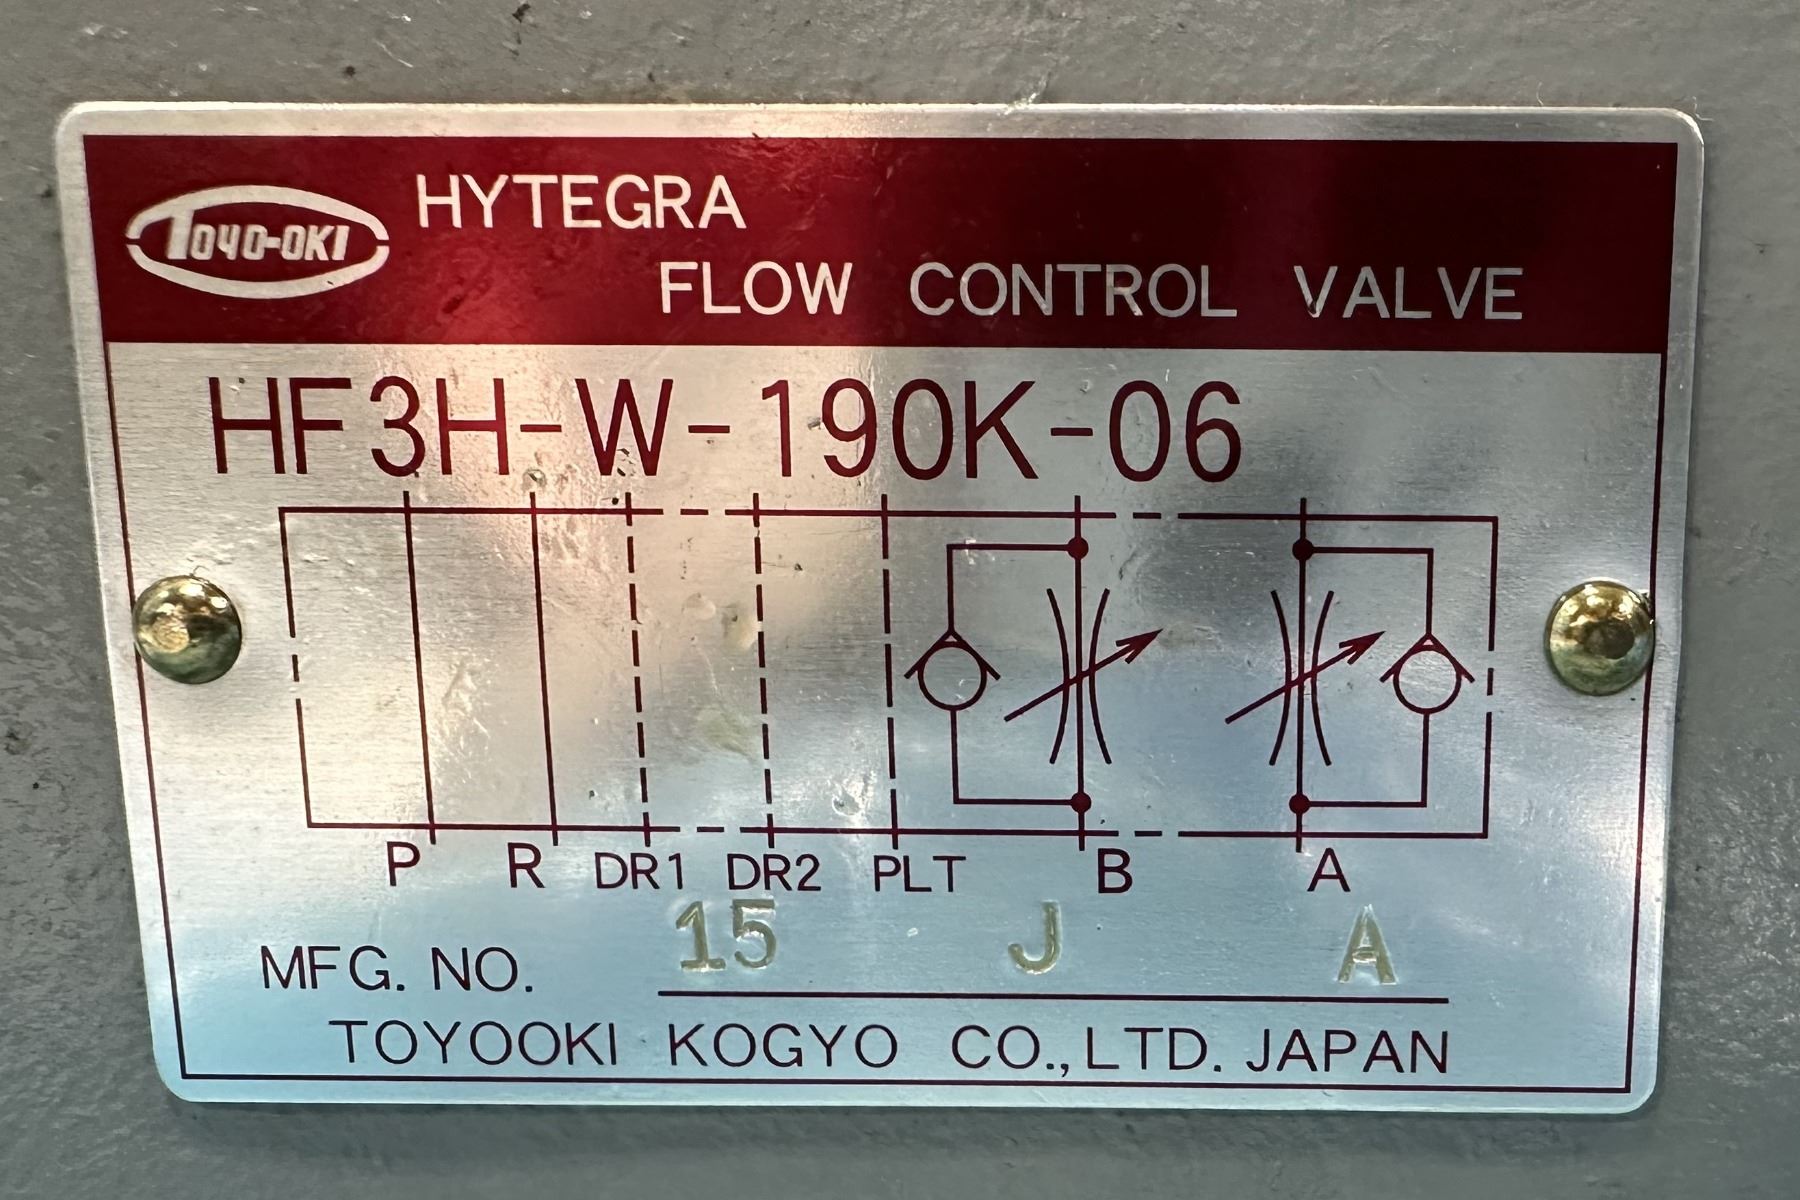 TOYO-OKI
HYTEGRA
FLOW CONTROL VALVE
HF3H-W-190K-06
P R DR1 DR2 PLT B A
MFG. NO. 15 J A
TOYOOKI KOGYO CO.,LTD. JAPAN